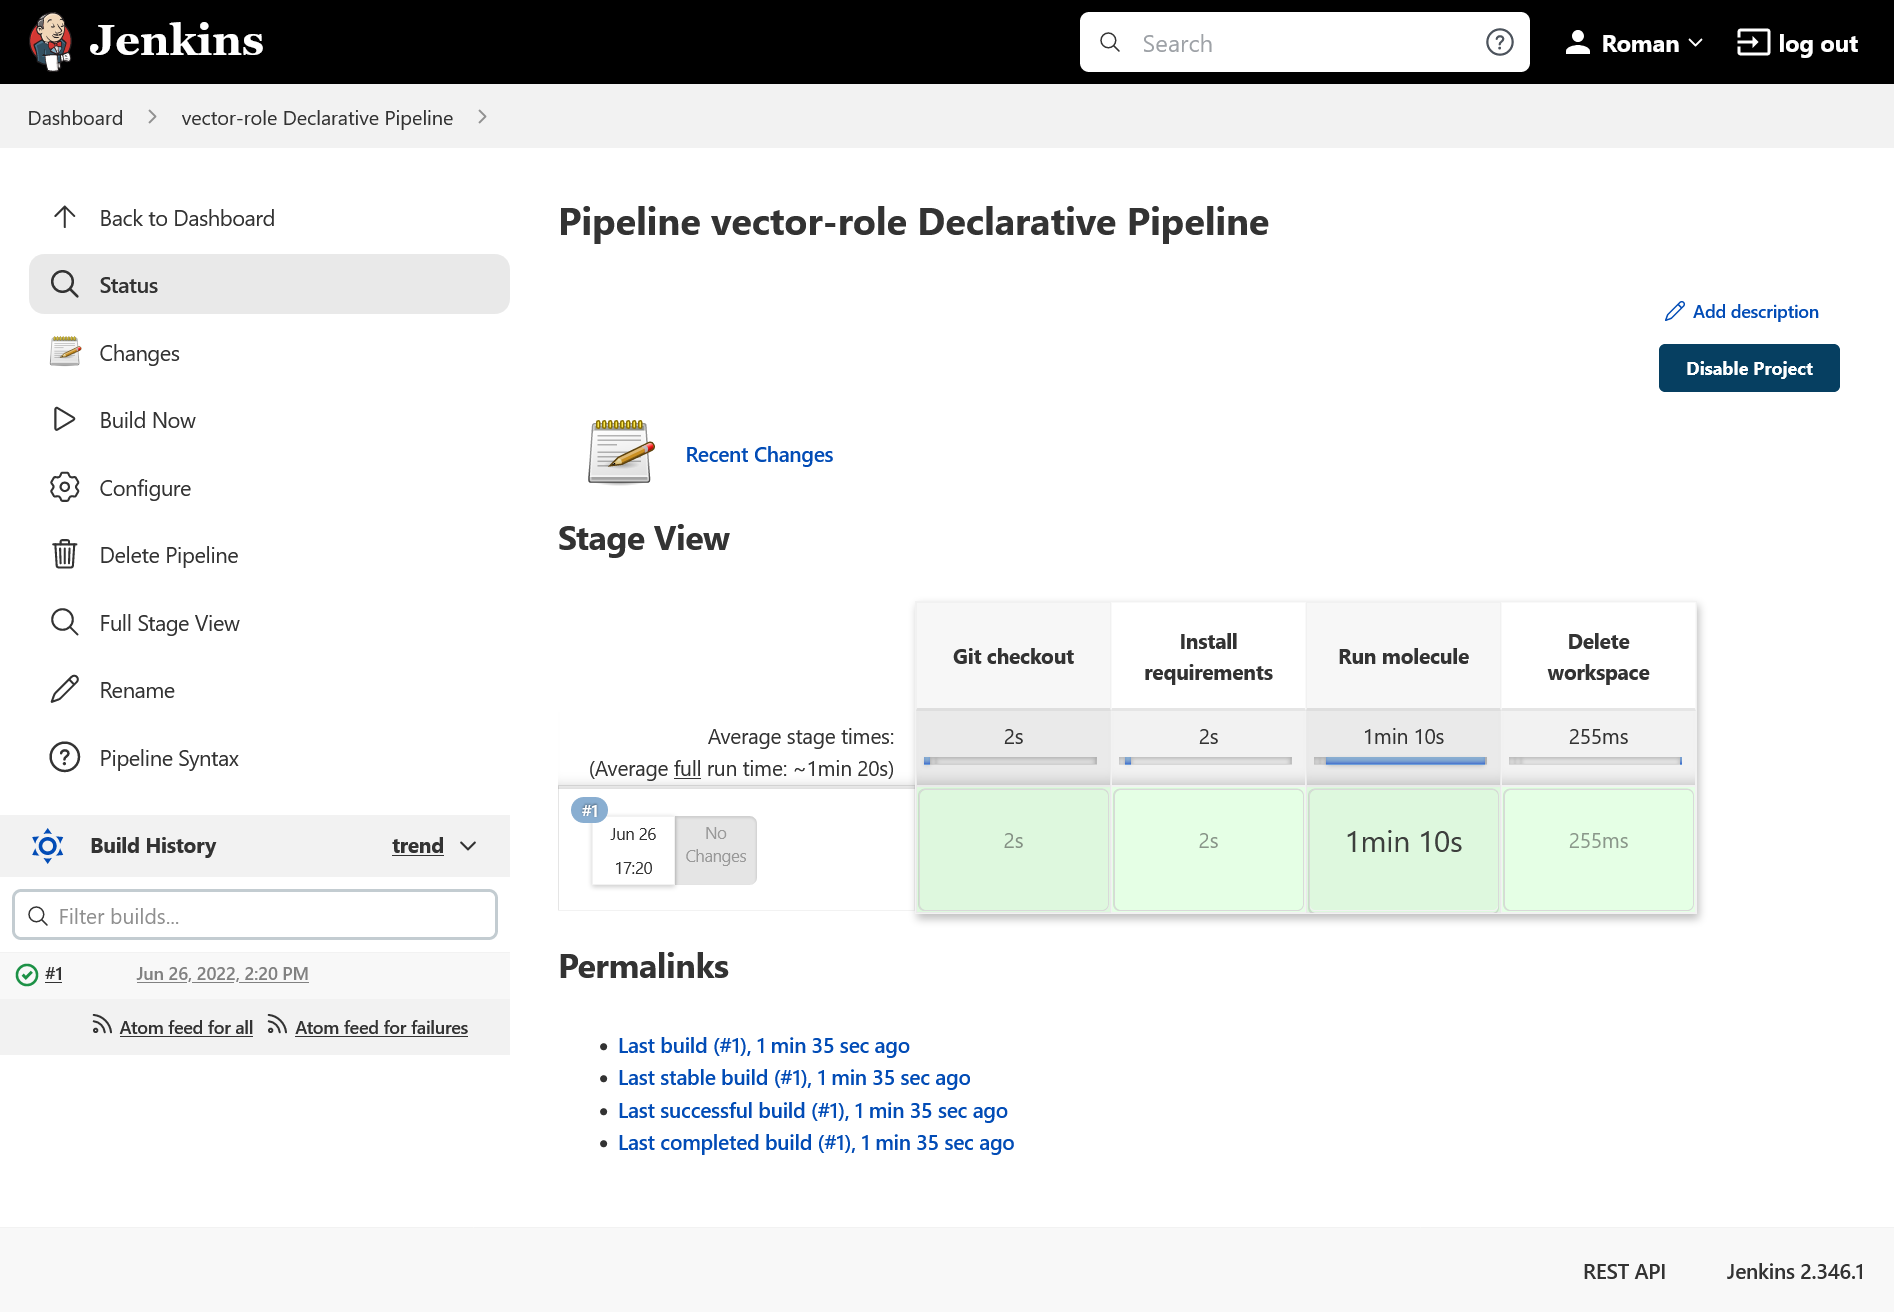 Jenkins
Search
Roman
log out
Dashboard
vector-role Declarative Pipeline
Back to Dashboard
Status
Changes
Build Now
Configure
Delete Pipeline
Full Stage View
Rename
Pipeline Syntax
Build History
trend
Filter builds...
#1
Jun 26, 2022, 2:20 PM
Atom feed for all
Atom feed for failures
Pipeline vector-role Declarative Pipeline
Add description
Disable Project
Recent Changes
Stage View
Git checkout
Install
requirements
Run molecule
Delete
workspace
Average stage times:
(Average full run time: ~1min 20s)
2s
2s
1min 10s
255ms
#1
Jun 26
17:20
No
Changes
2s
2s
1min 10s
255ms
Permalinks
Last build (#1), 1 min 35 sec ago
Last stable build (#1), 1 min 35 sec ago
Last successful build (#1), 1 min 35 sec ago
Last completed build (#1), 1 min 35 sec ago
REST API
Jenkins 2.346.1